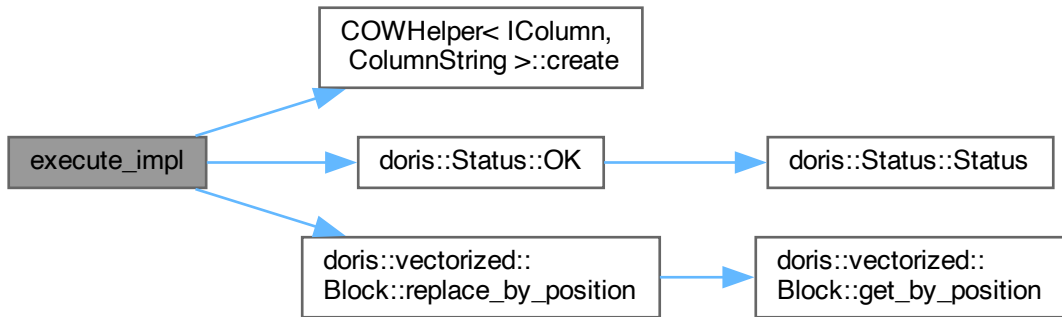 COWHelper< IColumn,
ColumnString >::create
execute_impl
doris::Status::OK
doris::Status::Status
doris::vectorized::
Block::replace_by_position
doris::vectorized::
Block::get_by_position